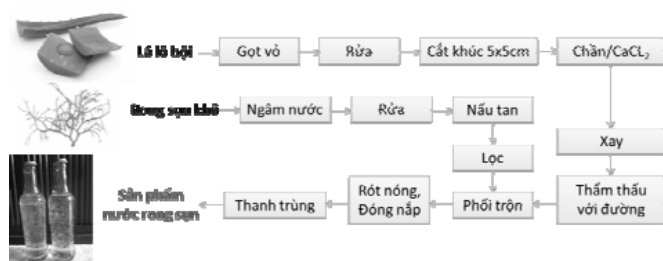 Lá lô hội
Gọt vỏ
Rửa
Cắt khúc 5x5cm
Chần/CaCL₂
Rong sụn khô
Ngâm nước
Rửa
Nấu tan
Xay
Lọc
Sản phẩm
nước rong sụn
Thanh trùng
Rót nóng,
Đóng nắp
Phối trộn
Thẩm thấu
với đường